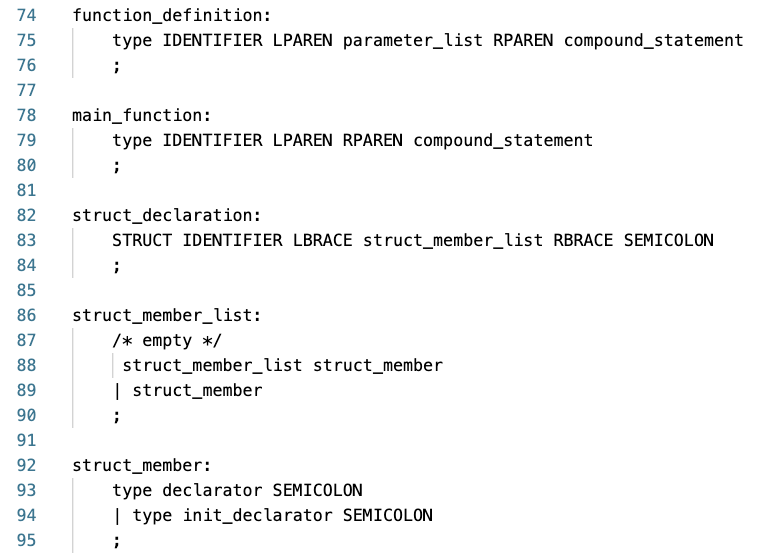 74 function_definition:
75     type IDENTIFIER LPAREN parameter_list RPAREN compound_statement
76     ;
77
78 main_function:
79     type IDENTIFIER LPAREN RPAREN compound_statement
80     ;
81
82 struct_declaration:
83     STRUCT IDENTIFIER LBRACE struct_member_list RBRACE SEMICOLON
84     ;
85
86 struct_member_list:
87     /* empty */
88      struct_member_list struct_member
89     | struct_member
90     ;
91
92 struct_member:
93     type declarator SEMICOLON
94     | type init_declarator SEMICOLON
95     ;